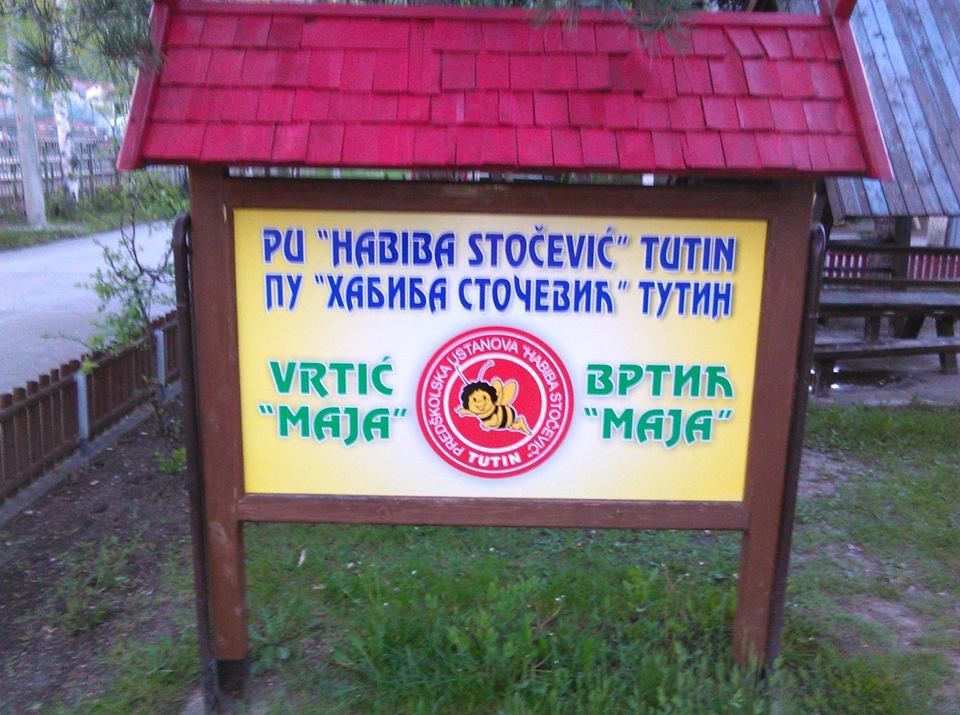 PU "HABIBA STOČEVIĆ" TUTIN
ПУ "ХАБИБА СТОЧЕВИЋ" ТУТИН
VRTIĆ
"MAJA"
PREDŠKOLSKA USTANOVA "HABIBA STOČEVIĆ"
TUTIN
ВРТИЋ
"МАЈА"